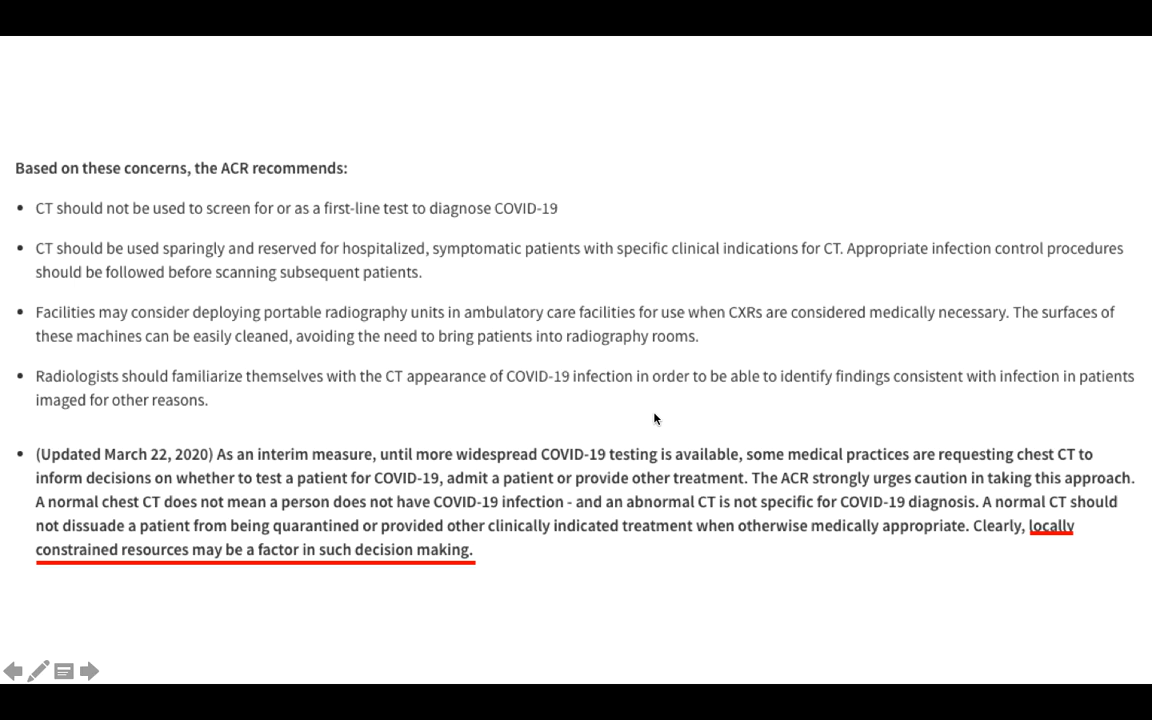 Based on these concerns, the ACR recommends:
• CT should not be used to screen for or as a first-line test to diagnose COVID-19
• CT should be used sparingly and reserved for hospitalized, symptomatic patients with specific clinical indications for CT. Appropriate infection control procedures
should be followed before scanning subsequent patients.
• Facilities may consider deploying portable radiography units in ambulatory care facilities for use when CXRs are considered medically necessary. The surfaces of
these machines can be easily cleaned, avoiding the need to bring patients into radiography rooms.
• Radiologists should familiarize themselves with the CT appearance of COVID-19 infection in order to be able to identify findings consistent with infection in patients
imaged for other reasons.
• (Updated March 22, 2020) As an interim measure, until more widespread COVID-19 testing is available, some medical practices are requesting chest CT to
inform decisions on whether to test a patient for COVID-19, admit a patient or provide other treatment. The ACR strongly urges caution in taking this approach.
A normal chest CT does not mean a person does not have COVID-19 infection - and an abnormal CT is not specific for COVID-19 diagnosis. A normal CT should
not dissuade a patient from being quarantined or provided other clinically indicated treatment when otherwise medically appropriate. Clearly, locally
constrained resources may be a factor in such decision making.